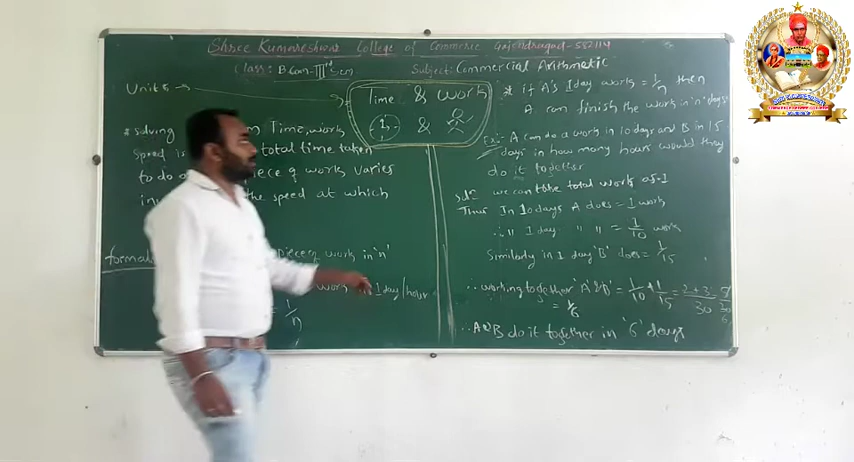 Shree Kumareshwar College of Commerce Gajendragad-582114
Class: B.Com-IIIrd Sem Subject: Commercial Arithmetic
Unit 5 →
Time & Work
&
* solving Time, work
Speed is total time taken
to do a piece of work varies
the speed at which
formula piece of work in 'n'
work in 1 day/hour
= 1/n
* if A's 1 day work = 1/n then
A can finish the work in 'n' days
Ex:- A can do a work in 10 days and B in 15
days in how many hours would they
do it together
we can take total work as-1
Thus In 10 days A does = 1 work
∴ " 1 day " " = 1/10 work
Similarly in 1 day 'B' does = 1/15
∴ working together 'A & B' = 1/10 + 1/15 = 2+3/30 = 5/30
= 1/6
6
∴ A & B do it together in '6' days